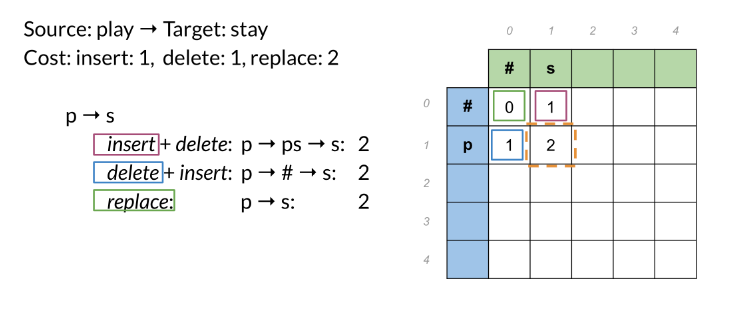 Source: play → Target: stay
Cost: insert: 1, delete: 1, replace: 2
p → s
insert + delete: p → ps → s: 2
delete + insert: p → # → s: 2
replace: p → s: 2
0 1 2 3 4
# s
0 # 0 1
1 p 1 2
2
3
4